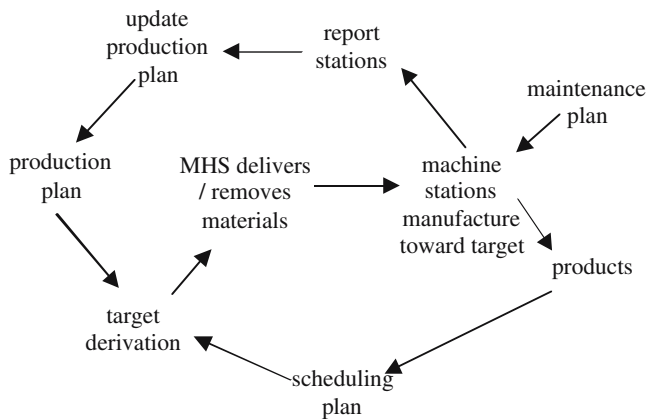 update
production
plan
report
stations
maintenance
plan
production
plan
MHS delivers
/ removes
materials
machine
stations
manufacture
toward target
products
target
derivation
scheduling
plan